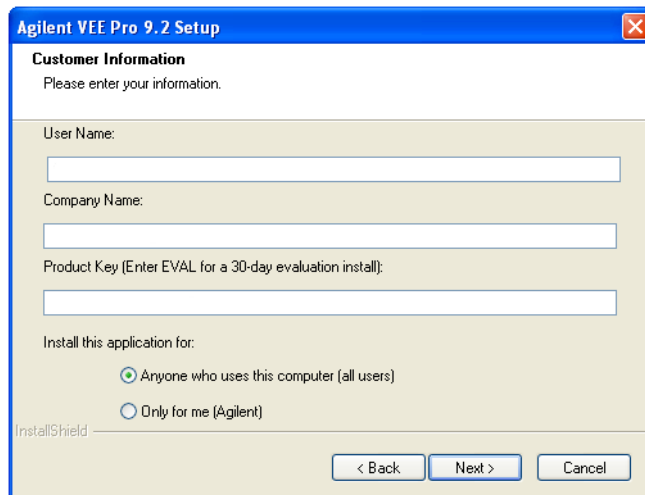 Agilent VEE Pro 9.2 Setup
Customer Information
Please enter your information.
User Name:
Company Name:
Product Key (Enter EVAL for a 30-day evaluation install):
Install this application for:
Anyone who uses this computer (all users)
Only for me (Agilent)
InstallShield
< Back Next > Cancel